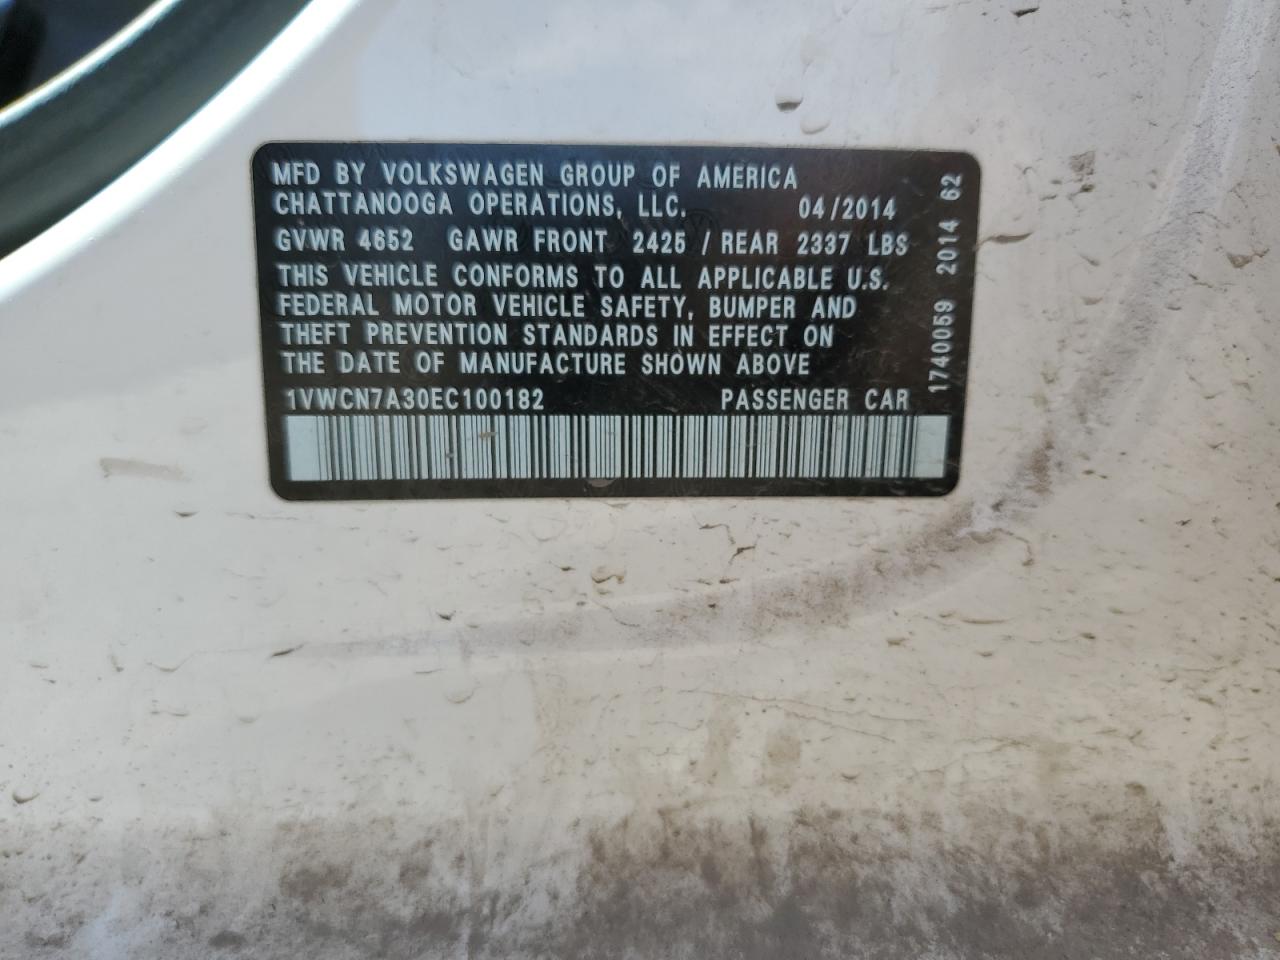 MFD BY VOLKSWAGEN GROUP OF AMERICA
CHATTANOOGA OPERATIONS, LLC. 04/2014
GVWR 4652 GAWR FRONT 2425 / REAR 2337 LBS
THIS VEHICLE CONFORMS TO ALL APPLICABLE U.S.
FEDERAL MOTOR VEHICLE SAFETY, BUMPER AND
THEFT PREVENTION STANDARDS IN EFFECT ON
THE DATE OF MANUFACTURE SHOWN ABOVE
1VWCN7A30EC100182 PASSENGER CAR
1740059 2014 62